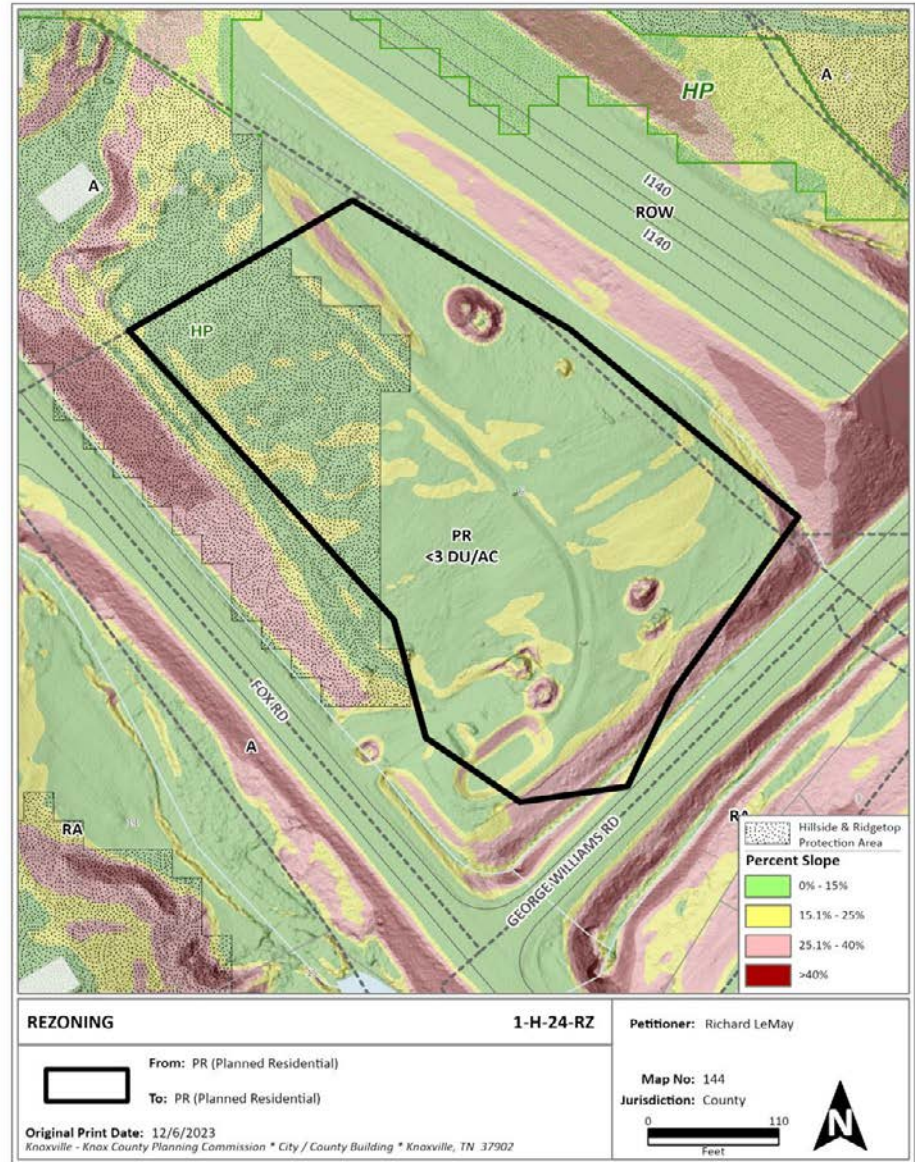 HP
A
A
I140
ROW
I140
HP
PR
<3 DU/AC
FOX RD
A
RA
GEORGE WILLIAMS RD
RA
Hillside & Ridgetop
Protection Area
Percent Slope
0% - 15%
15.1% - 25%
25.1% - 40%
>40%
REZONING
1-H-24-RZ
From: PR (Planned Residential)
To: PR (Planned Residential)
Original Print Date: 12/6/2023
Knoxville - Knox County Planning Commission * City / County Building * Knoxville, TN 37902
Petitioner: Richard LeMay
Map No: 144
Jurisdiction: County
0 110
Feet
N